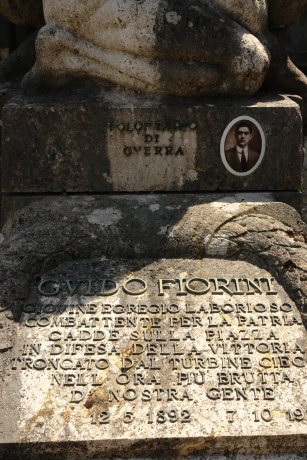 VOLONTARIO
DI
GVERRA
GVIDO FIORINI
GIOVINE EGREGIO LABORIOSO
COMBATTENTE PER LA PATRIA
CADDE SULLA PIAZZA
IN DIFESA DELLA VITTORIA
TRONCATO DAL TURBINE
NELL'ORA PIÙ BRUTTA
DI NOSTRA GENTE
12·5·1892 7·10·19